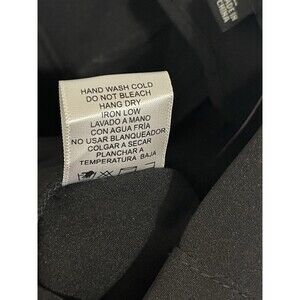 HAND WASH COLD
DO NOT BLEACH
HANG DRY
IRON LOW
LAVADO A MANO
CON AGUA FRÍA
NO USAR BLANQUEADOR
COLGAR A SECAR
PLANCHAR A
TEMPERATURA BAJA